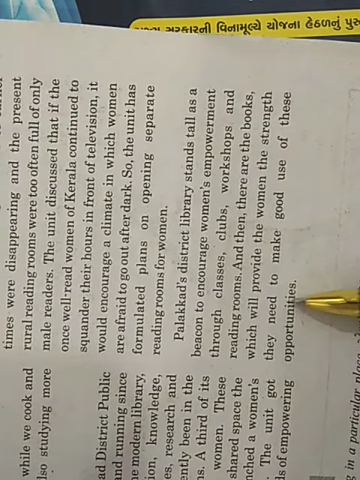 સરકારની વિનામૂલ્યે યોજના હેઠળનું
while we cook and
lso studying more
ad District Public
and running since
modern library,
ion, knowledge,
es, research and
ently been in the
ns. A third of its
women. These
shared space the
nched a women's
The unit got
ds of empowering
times were disappearing and the present
rural reading rooms were too often full of only
male readers. The unit discussed that if the
once well-read women of Kerala continued to
squander their hours in front of television, it
would encourage a climate in which women
are afraid to go out after dark. So, the unit has
formulated plans on opening separate
reading rooms for women.
Palakkad's district library stands tall as a
beacon to encourage women's empowerment
through classes, clubs, workshops and
reading rooms. And then, there are the books,
which will provide the women the strength
they need to make good use of these
opportunities.
in a particular